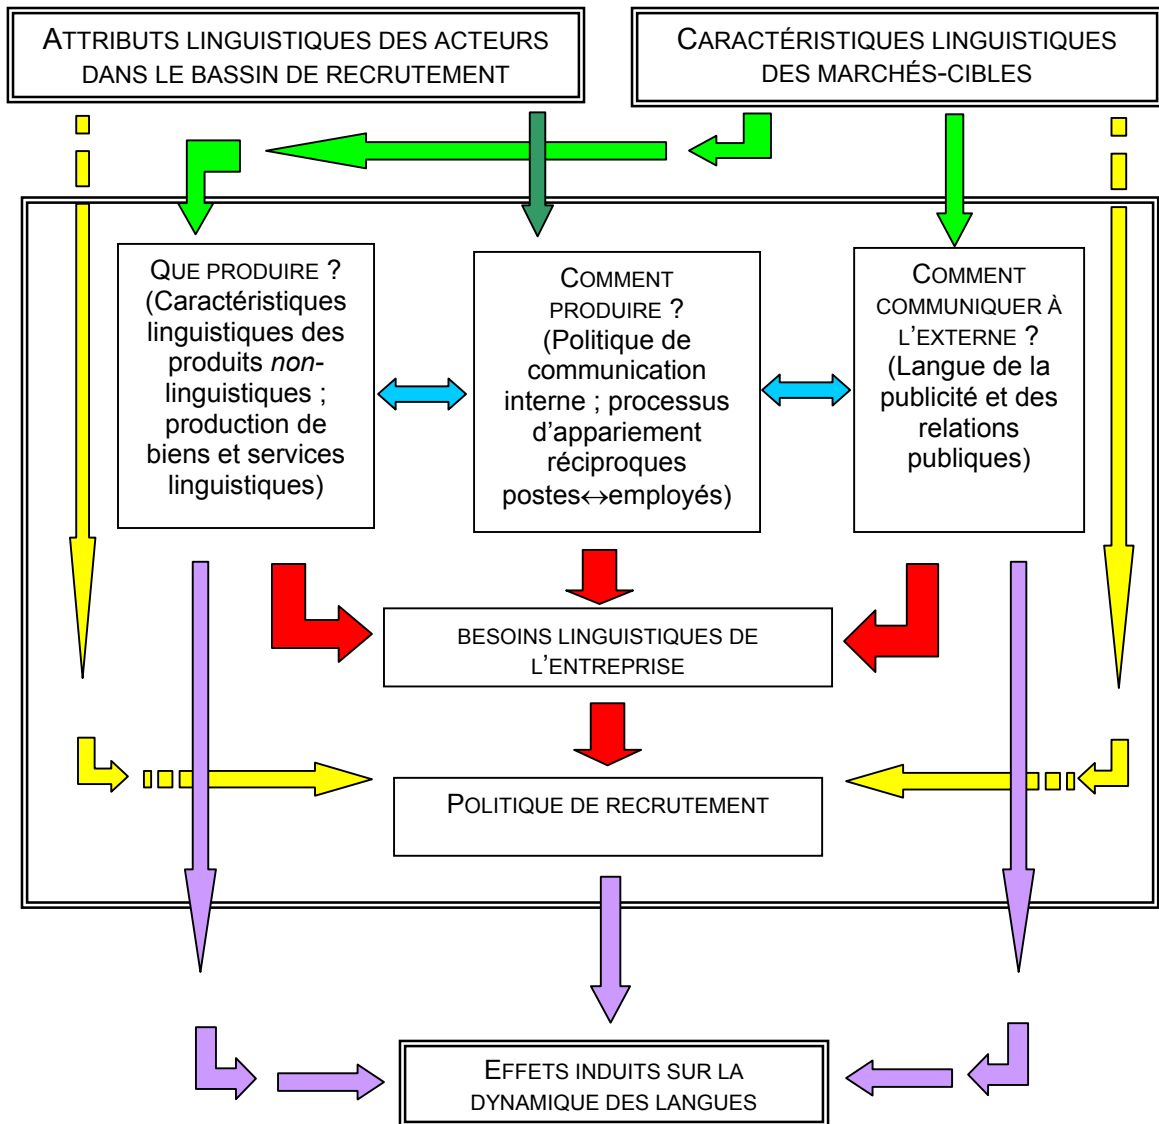 ATTRIBUTS LINGUISTIQUES DES ACTEURS
DANS LE BASSIN DE RECRUTEMENT
CARACTÉRISTIQUES LINGUISTIQUES
DES MARCHÉS-CIBLES
QUE PRODUIRE ?
(Caractéristiques
linguistiques des
produits non-
linguistiques ;
production de
biens et services
linguistiques)
COMMENT
PRODUIRE ?
(Politique de
communication
interne ; processus
d’appariement
réciproques
postes↔employés)
COMMENT
COMMUNIQUER À
L’EXTERNE ?
(Langue de la
publicité et des
relations
publiques)
BESOINS LINGUISTIQUES DE
L’ENTREPRISE
POLITIQUE DE RECRUTEMENT
EFFETS INDUITS SUR LA
DYNAMIQUE DES LANGUES